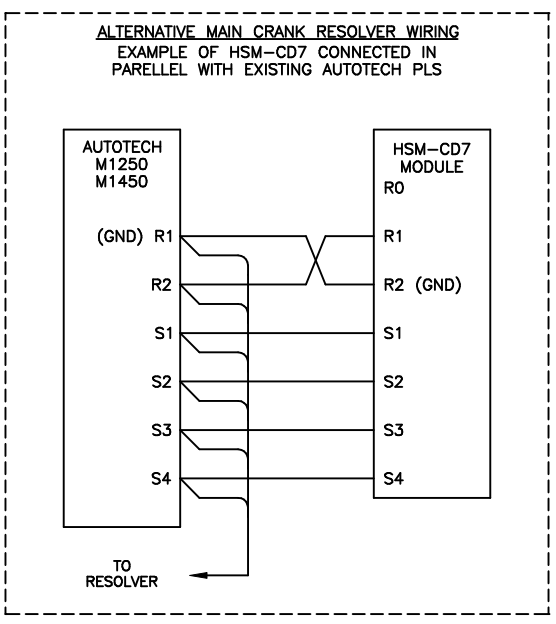 ALTERNATIVE MAIN CRANK RESOLVER WIRING
EXAMPLE OF HSM-CD7 CONNECTED IN
PARELLEL WITH EXISTING AUTOTECH PLS
AUTOTECH
M1250
M1450
(GND) R1
R2
S1
S2
S3
S4
HSM-CD7
MODULE
R0
R1
R2 (GND)
S1
S2
S3
S4
TO
RESOLVER